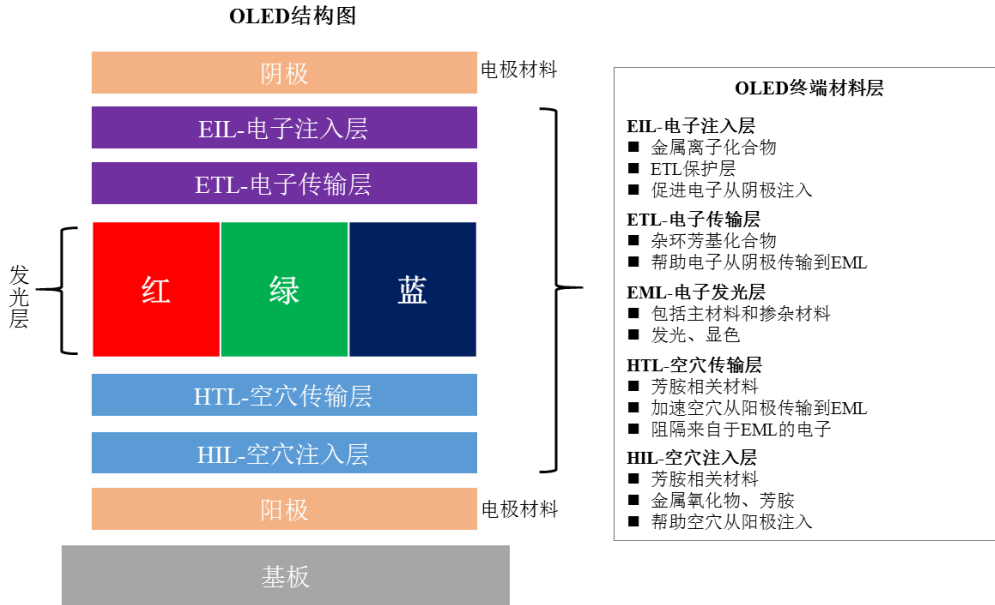 OLED结构图
阴极
电极材料
EIL-电子注入层
ETL-电子传输层
发光层
红
绿
蓝
HTL-空穴传输层
HIL-空穴注入层
阳极
电极材料
基板
OLED终端材料层
EIL-电子注入层
■ 金属离子化合物
■ ETL保护层
■ 促进电子从阴极注入
ETL-电子传输层
■ 杂环芳基化合物
■ 帮助电子从阴极传输到EML
EML-电子发光层
■ 包括主材料和掺杂材料
■ 发光、显色
HTL-空穴传输层
■ 芳胺相关材料
■ 加速空穴从阳极传输到EML
■ 阻隔来自于EML的电子
HIL-空穴注入层
■ 芳胺相关材料
■ 金属氧化物、芳胺
■ 帮助空穴从阳极注入